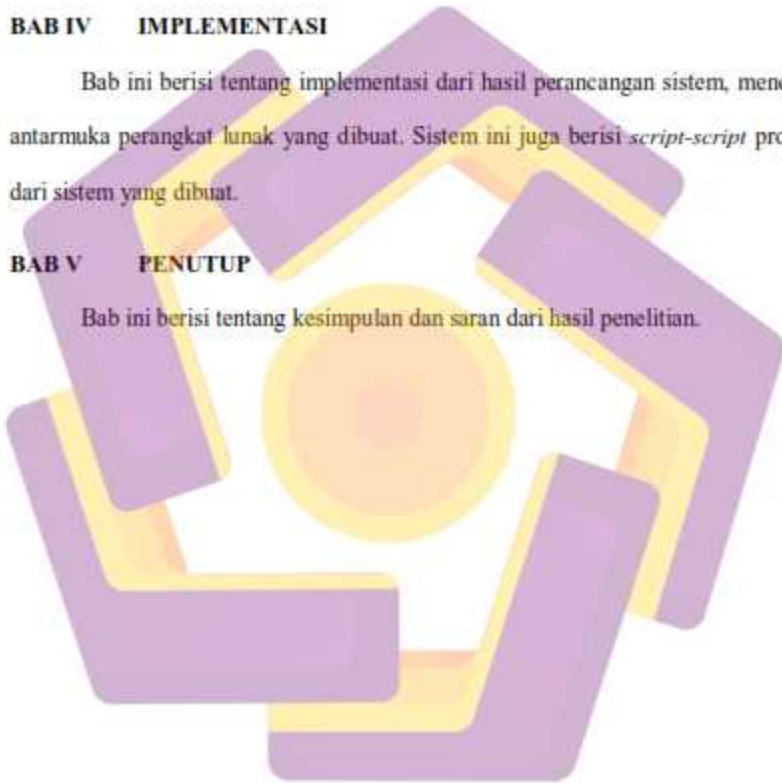 BAB IV IMPLEMENTASI
Bab ini berisi tentang implementasi dari hasil perancangan sistem,
antarmuka perangkat lunak yang dibuat. Sistem ini juga berisi script-script
dari sistem yang dibuat.
BAB V PENUTUP
Bab ini berisi tentang kesimpulan dan saran dari hasil penelitian.